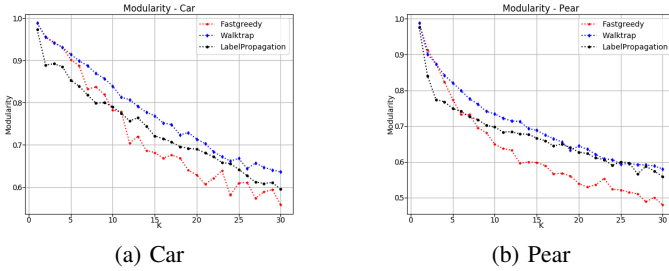 Modularity - Car
1.0
0.9
0.8
0.7
0.6
Modularity
0
5
10
15
20
25
30
K
Fastgreedy
Walktrap
LabelPropagation
(a) Car
Modularity - Pear
1.0
0.9
0.8
0.7
0.6
0.5
Modularity
0
5
10
15
20
25
30
K
Fastgreedy
Walktrap
LabelPropagation
(b) Pear